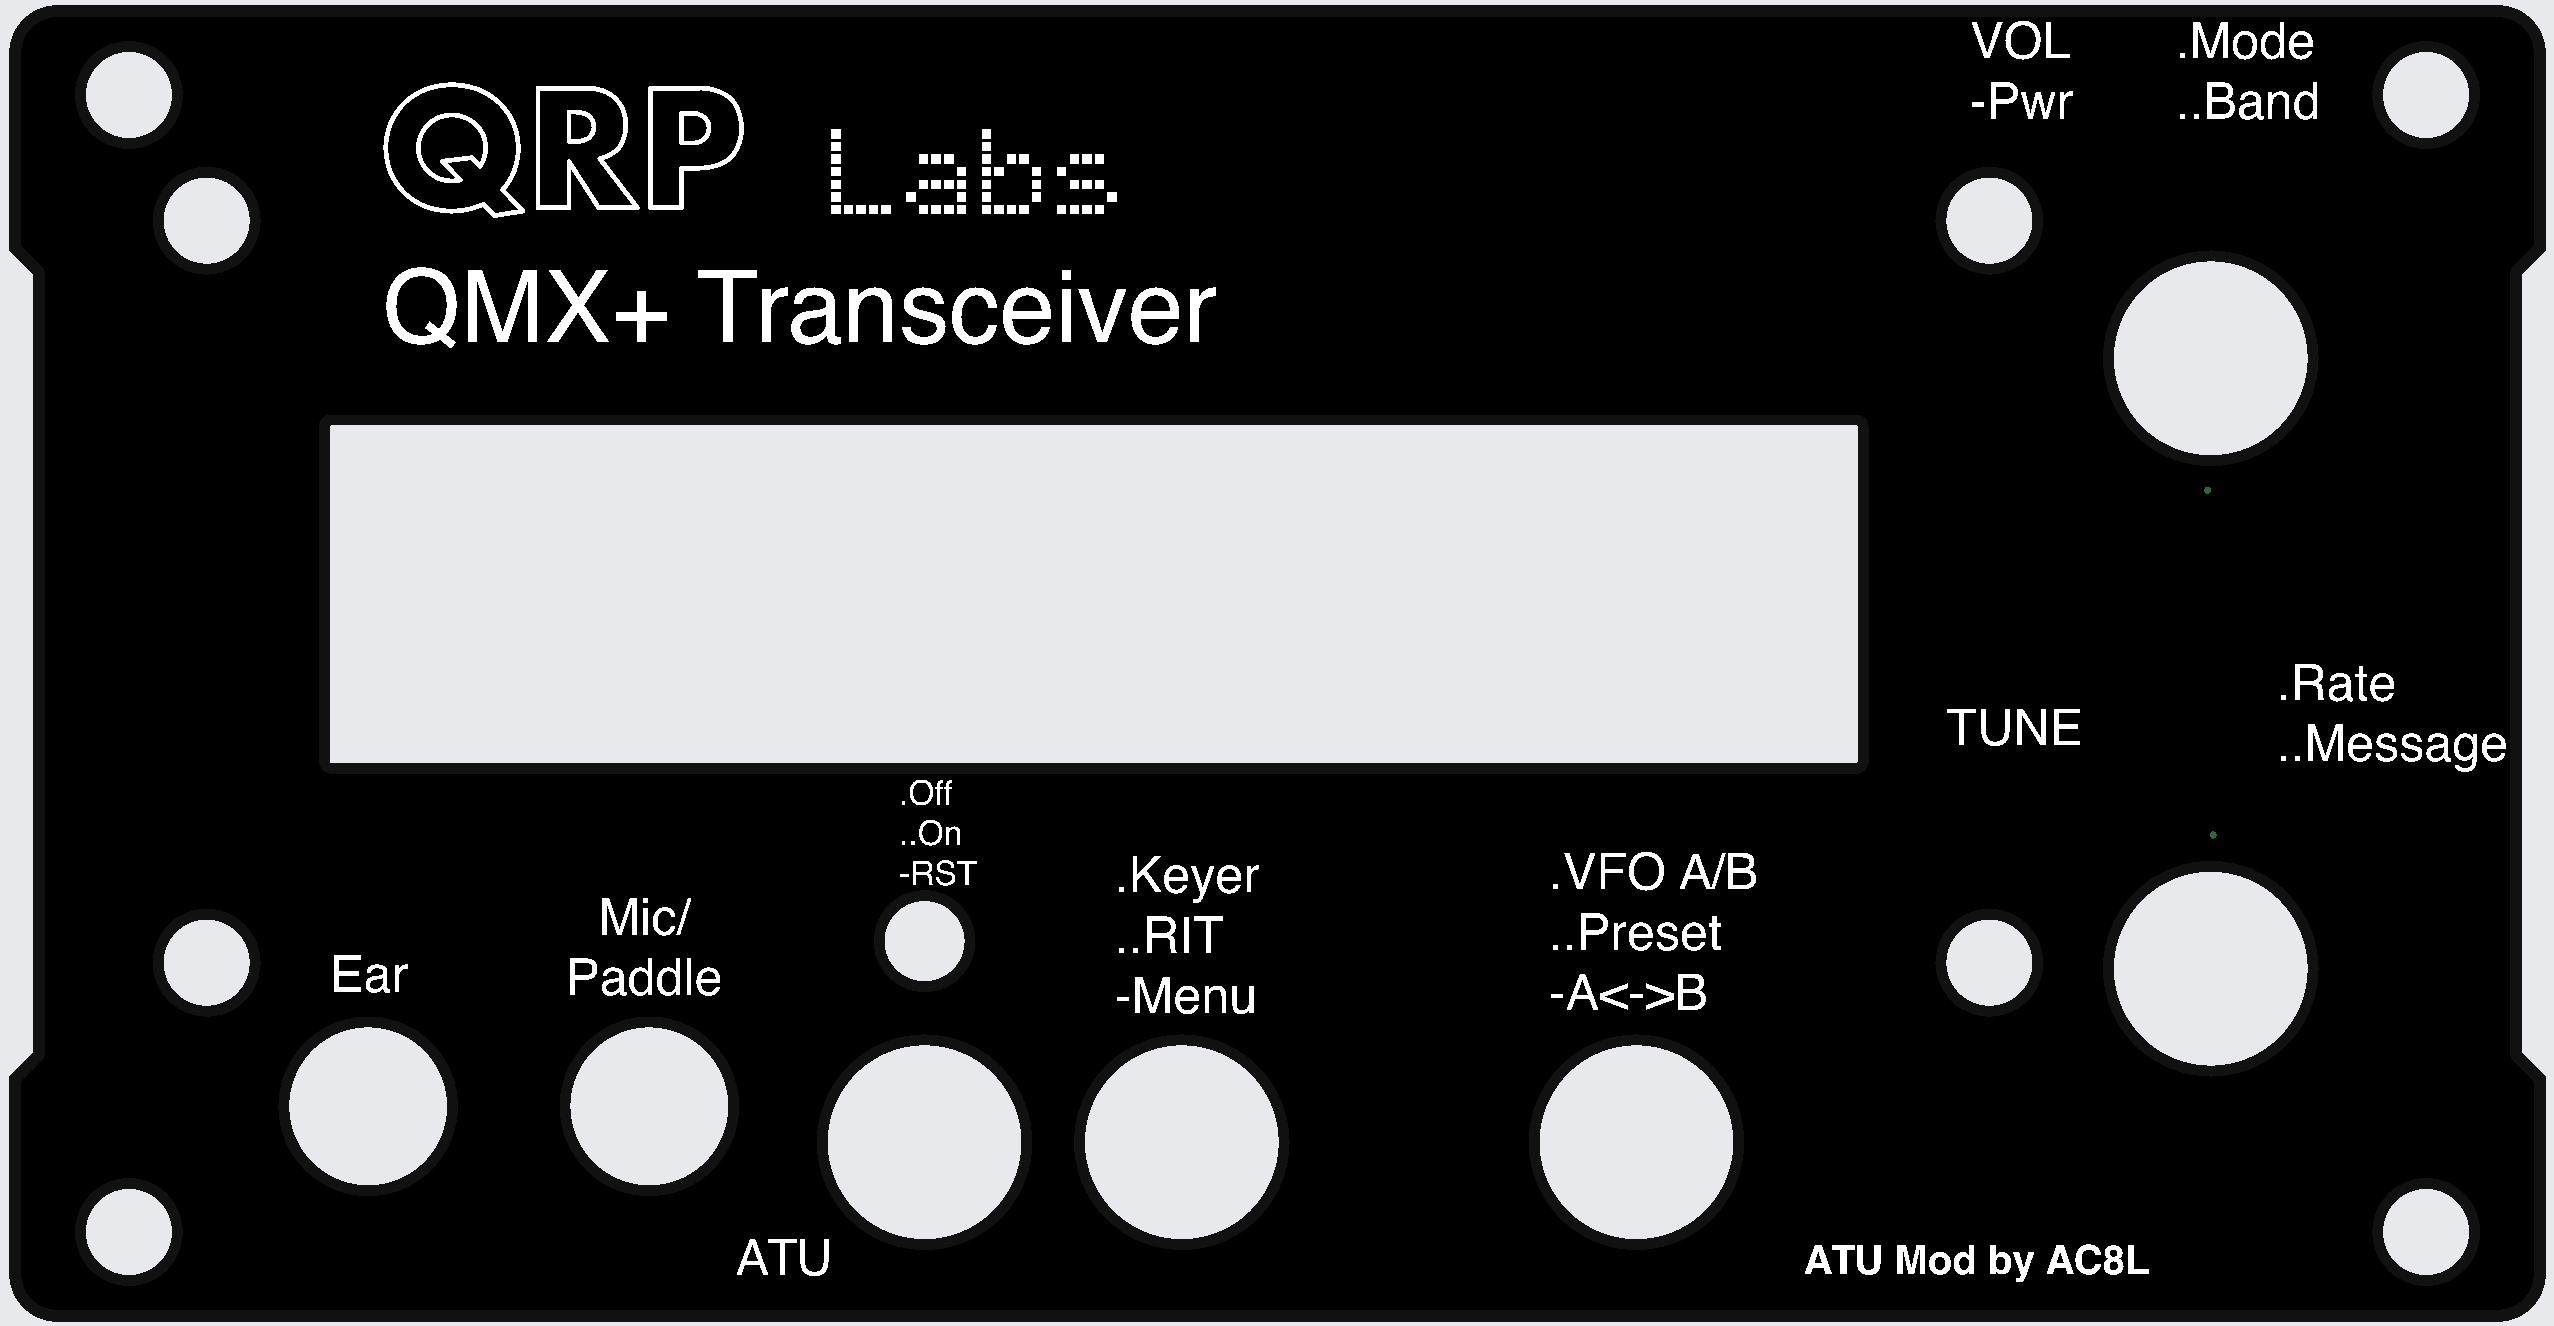 VOL
-Pwr
.Mode
..Band
QRP Labs
QMX+ Transceiver
.Rate
..Message
TUNE
.Off
..On
-RST
Ear
Mic/
Paddle
.Keyer
..RIT
-Menu
.VFO A/B
..Preset
-A<->B
ATU
ATU Mod by AC8L